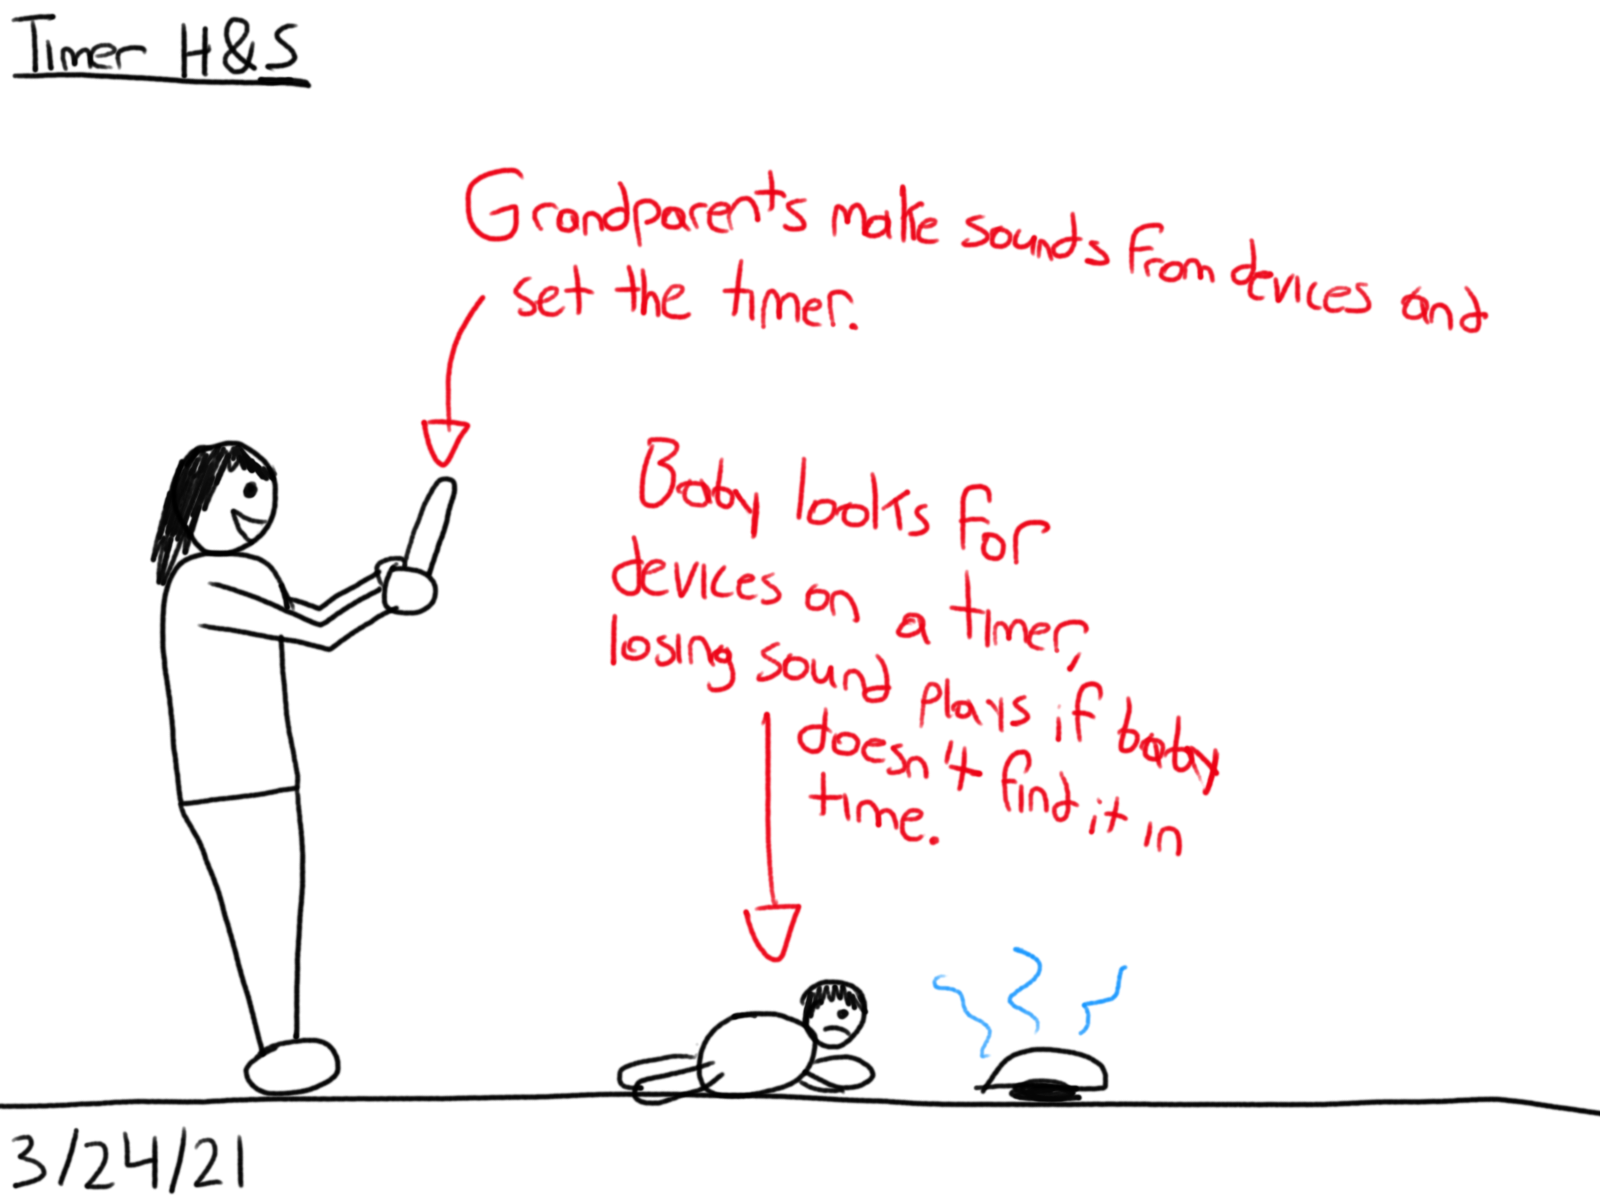 Timer H&S
Grandparents make sounds from devices and
set the timer.
Baby looks for
devices on a timer,
losing sound plays if baby
doesn't find it in
time.
3/24/21